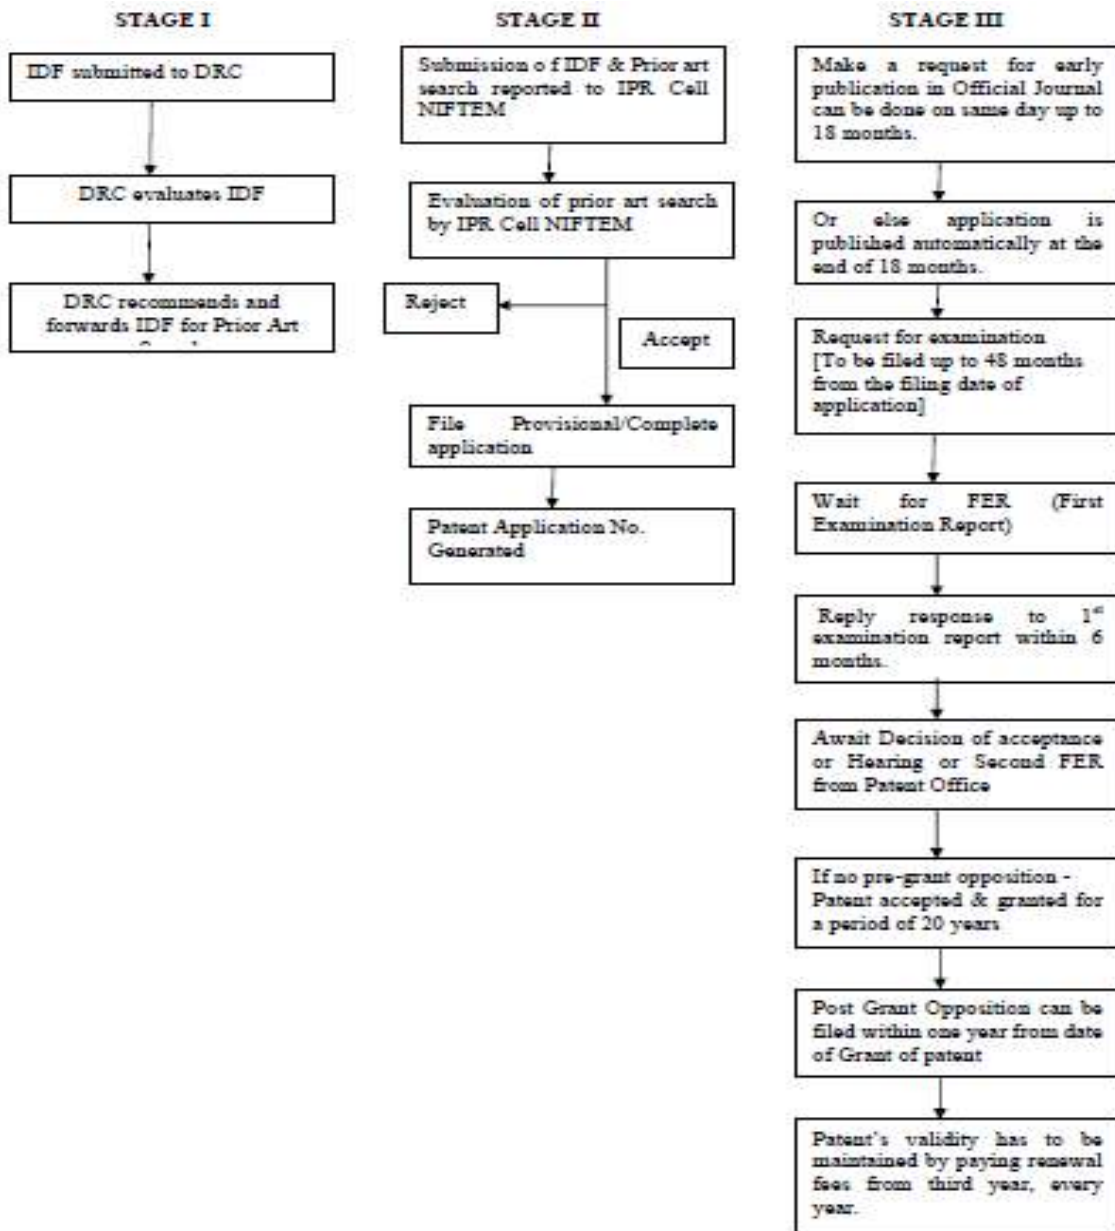 STAGE I
IDF submitted to DRC
DRC evaluates IDF
DRC recommends and
forwards IDF for Prior Art
STAGE II
Submission o f IDF & Prior art
search reported to IPR Cell
NIFTEM
Evaluation of prior art search
by IPR Cell NIFTEM
Reject
Accept
File Provisional/Complete
application
Patent Application No.
Generated
STAGE III
Make a request for early
publication in Official Journal
can be done on same day up to
18 months.
Or else application is
published automatically at the
end of 18 months.
Request for examination
[To be filed up to 48 months
from the filing date of
application]
Wait for FER (First
Examination Report)
Reply response to 1st
examination report within 6
months.
Await Decision of acceptance
or Hearing or Second FER
from Patent Office
If no pre-grant opposition -
Patent accepted & granted for
a period of 20 years
Post Grant Opposition can be
filed within one year from date
of Grant of patent
Patent's validity has to be
maintained by paying renewal
fees from third year, every
year.